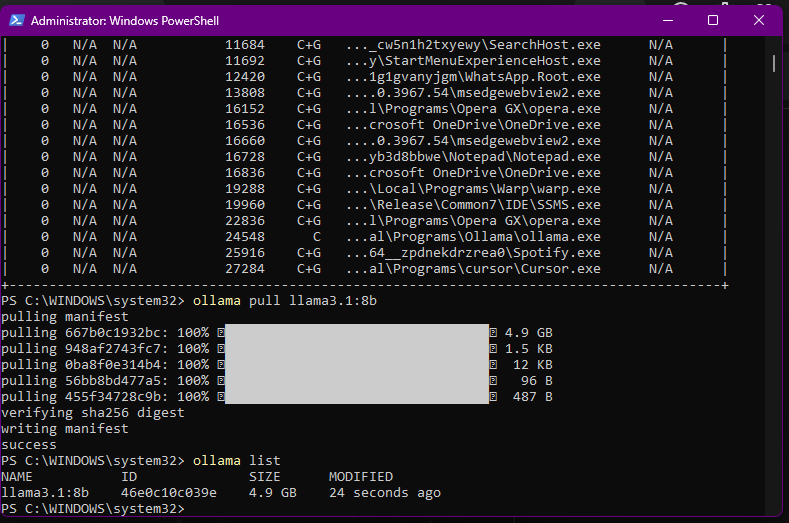 Administrator: Windows PowerShell
| 0 N/A N/A 11684 C+G ..._cw5n1h2txyewy\SearchHost.exe N/A |
| 0 N/A N/A 11692 C+G ...y\StartMenuExperienceHost.exe N/A |
| 0 N/A N/A 12420 C+G ...1g1gvanyjgm\WhatsApp.Root.exe N/A |
| 0 N/A N/A 13808 C+G ....0.3967.54\msedgewebview2.exe N/A |
| 0 N/A N/A 16152 C+G ...l\Programs\Opera GX\opera.exe N/A |
| 0 N/A N/A 16536 C+G ...crosoft OneDrive\OneDrive.exe N/A |
| 0 N/A N/A 16660 C+G ....0.3967.54\msedgewebview2.exe N/A |
| 0 N/A N/A 16728 C+G ...yb3d8bbwe\Notepad\Notepad.exe N/A |
| 0 N/A N/A 16836 C+G ...crosoft OneDrive\OneDrive.exe N/A |
| 0 N/A N/A 19288 C+G ...\Local\Programs\Warp\warp.exe N/A |
| 0 N/A N/A 19960 C+G ...\Release\Common7\IDE\SSMS.exe N/A |
| 0 N/A N/A 22836 C+G ...l\Programs\Opera GX\opera.exe N/A |
| 0 N/A N/A 24548 C ...al\Programs\Ollama\ollama.exe N/A |
| 0 N/A N/A 25916 C+G ...64__zpdnekdrzrea0\Spotify.exe N/A |
| 0 N/A N/A 27284 C+G ...al\Programs\cursor\Cursor.exe N/A |
+-----------------------------------------------------------------------------------------+
PS C:\WINDOWS\system32> ollama pull llama3.1:8b
pulling manifest
pulling 667b0c1932bc: 100% 4.9 GB
pulling 948af2743fc7: 100% 1.5 KB
pulling 0ba8f0e314b4: 100% 12 KB
pulling 56bb8bd477a5: 100% 96 B
pulling 455f34728c9b: 100% 487 B
verifying sha256 digest
writing manifest
success
PS C:\WINDOWS\system32> ollama list
NAME ID SIZE MODIFIED
llama3.1:8b 46e0c10c039e 4.9 GB 24 seconds ago
PS C:\WINDOWS\system32>